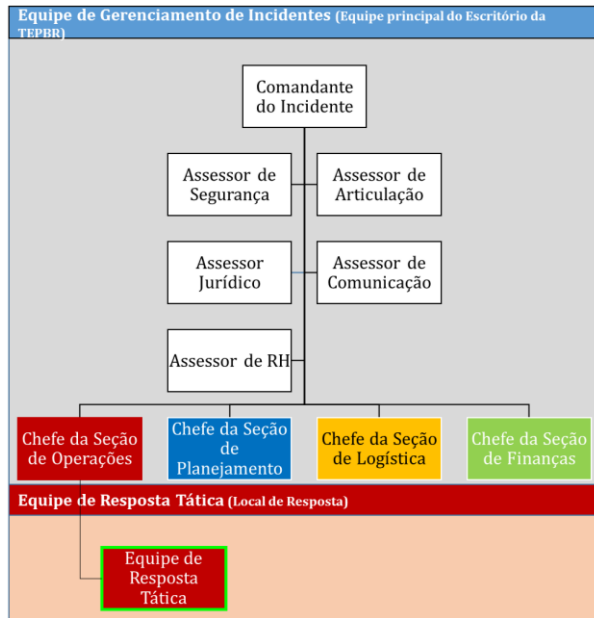 Equipe de Gerenciamento de Incidentes (Equipe principal do Escritório da
TEPBR)
Comandante
do Incidente
Assessor de
Segurança
Assessor de
Articulação
Assessor
Jurídico
Assessor de
Comunicação
Assessor de RH
Chefe da Seção
de Operações
Chefe da Seção
de
Planejamento
Chefe da Seção
de Logística
Chefe da Seção
de Finanças
Equipe de Resposta Tática (Local de Resposta)
Equipe de
Resposta
Tática